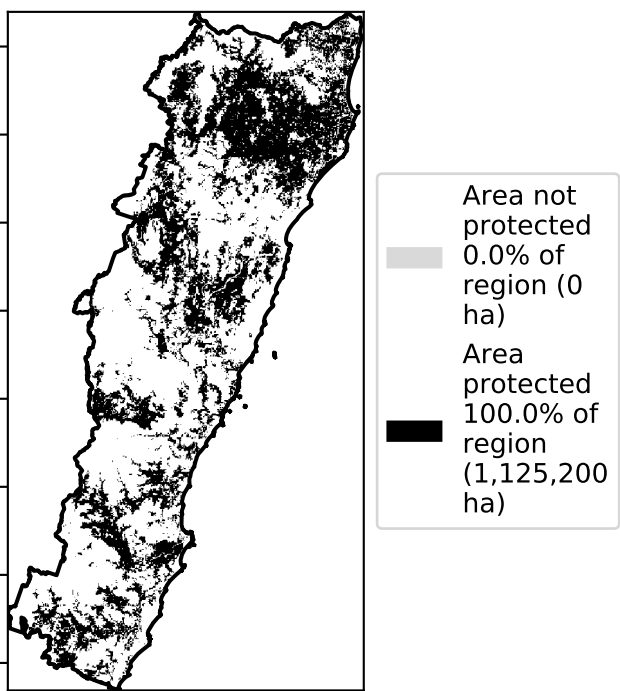 Area not
protected
0.0% of
region (0
ha)
Area
protected
100.0% of
region
(1,125,200
ha)